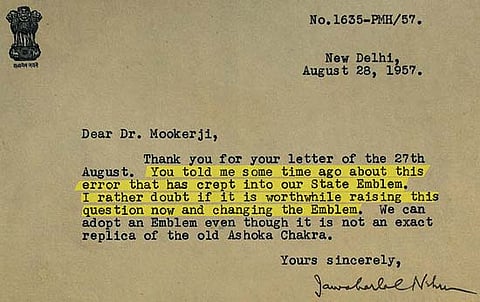 No.1635-PMH/57.
New Delhi,
August 28, 1957.
Dear Dr. Mookerji,
Thank you for your letter of the 27th
August. You told me some time ago about this
error that has crept into our State Emblem.
I rather doubt if it is worthwhile raising this
question now and changing the Emblem. We can
adopt an Emblem even though it is not an exact
replica of the old Ashoka Chakra.
Yours sincerely,
Jawaharlal Nehru